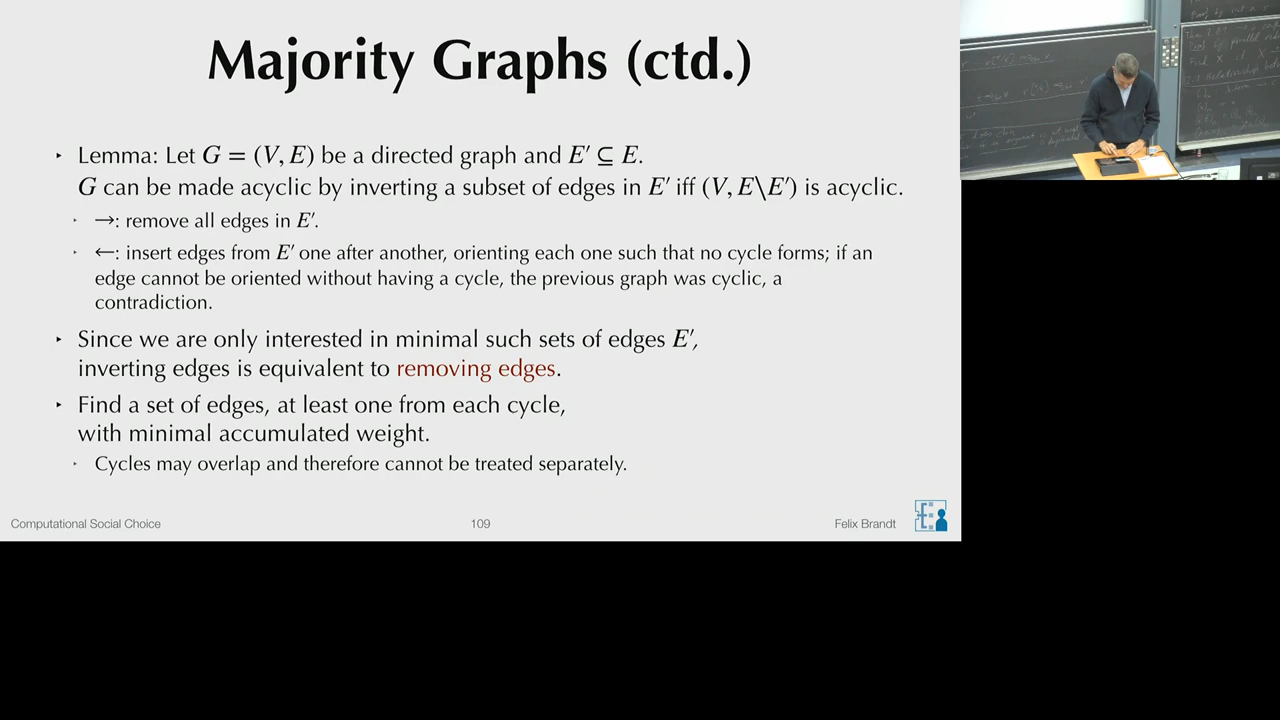 Majority Graphs (ctd.)
‣ Lemma: Let G = (V, E) be a directed graph and E′ ⊆ E.
G can be made acyclic by inverting a subset of edges in E′ iff (V, E\E′) is acyclic.
‣ →: remove all edges in E′.
‣ ←: insert edges from E′ one after another, orienting each one such that no cycle forms; if an
edge cannot be oriented without having a cycle, the previous graph was cyclic, a
contradiction.
‣ Since we are only interested in minimal such sets of edges E′,
inverting edges is equivalent to removing edges.
‣ Find a set of edges, at least one from each cycle,
with minimal accumulated weight.
‣ Cycles may overlap and therefore cannot be treated separately.
Computational Social Choice
109
Felix Brandt